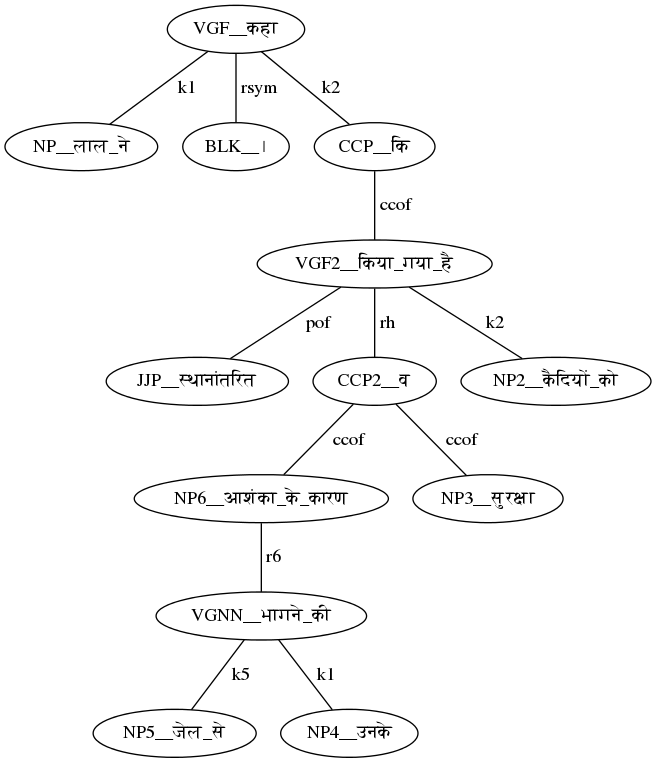 VGF__कहा
k1 rsym k2
NP__लाल_ने BLK__। CCP__कि
ccof
VGF2__किया_गया_है
pof rh k2
JJP__स्थानांतरित CCP2__व NP2__कैदियों_को
ccof ccof
NP6__आशंका_के_कारण NP3__सुरक्षा
r6
VGNN__भागने_की
k5 k1
NP5__जेल_से NP4__उनके